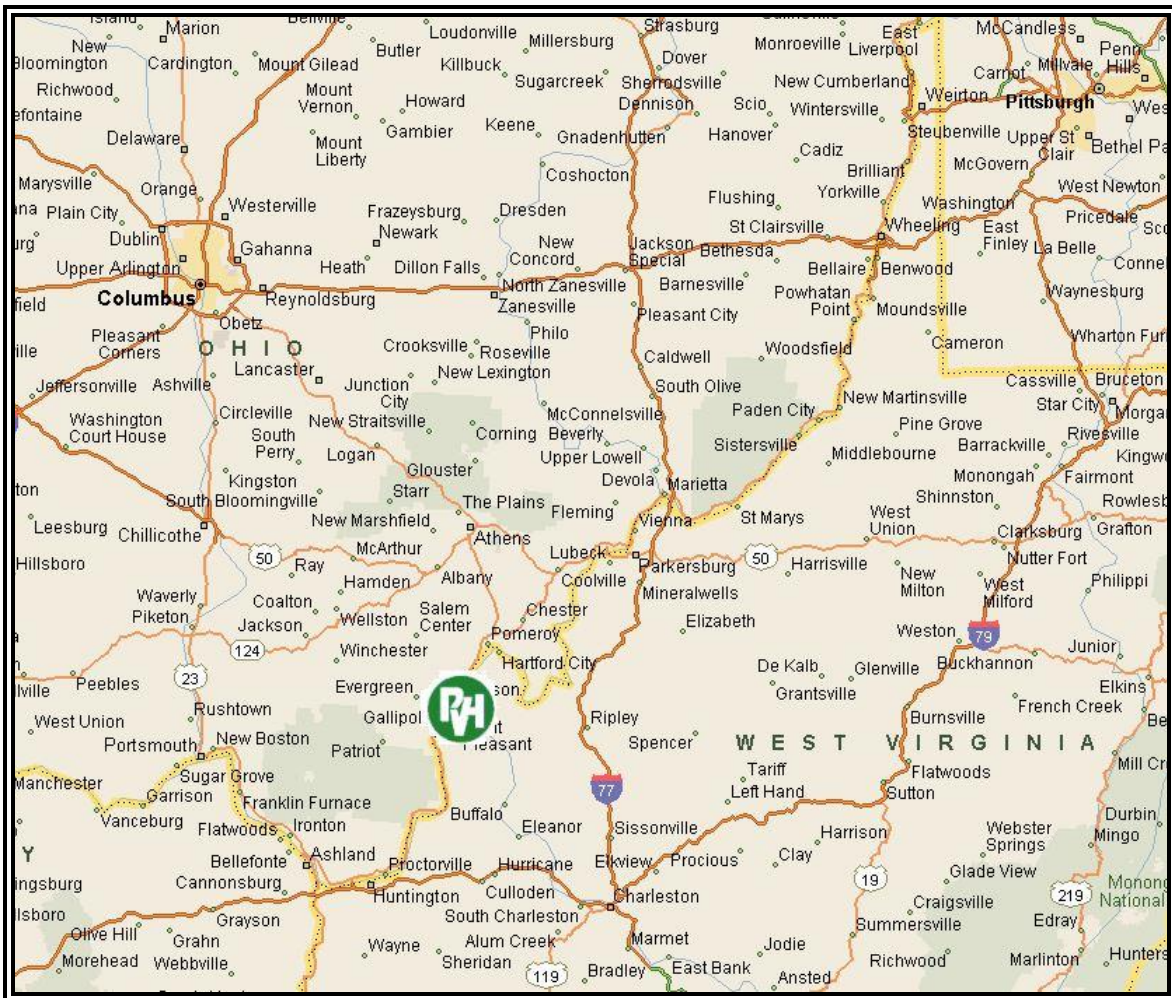 Island
Marion
Bellville
Loudonville
Millersburg
Strasburg
Monroeville
East
Liverpool
McCandless
New
Bloomington
Cardington
Mount Gilead
Butler
Killbuck
Sugarcreek
Dover
Sherrodsville
New Cumberland
Carnot
Millvale
Penn
Hills
Richwood
Mount
Vernon
Howard
Dennison
Scio
Wintersville
Weirton
Pittsburgh
efontaine
Delaware
Mount
Liberty
Gambier
Keene
Gnadenhutten
Hanover
Steubenville
Upper St
Clair
Bethel Pa
Cadiz
Marysville
Orange
Coshocton
Brilliant
McGovern
Plain City
Westerville
Frazeysburg
Dresden
Flushing
Yorkville
Washington
West Newton
Dublin
Newark
St Clairsville
Wheeling
East
Finley
Pricedale
Gahanna
New
Concord
Jackson
Special
Bethesda
La Belle
Upper Arlington
Heath
Dillon Falls
Bellaire
Benwood
Columbus
Reynoldsburg
North Zanesville
Zanesville
Barnesville
Powhatan
Point
Moundsville
Waynesburg
field
Pleasant
Corners
Obetz
Philo
Pleasant City
Cameron
Wharton Furn
OHIO
Crooksville
Roseville
Caldwell
Woodsfield
Jeffersonville
Ashville
Lancaster
Junction
City
New Lexington
South Olive
Cassville
Bruceton
Washington
Court House
Circleville
New Straitsville
McConnelsville
Paden City
New Martinsville
Star City
Morga
South
Perry
Corning
Beverly
Sistersville
Pine Grove
Barrackville
Rivesville
Logan
Upper Lowell
Middlebourne
Kingw
Kingston
Glouster
Devola
Marietta
Monongah
Fairmont
South Bloomingville
Starr
The Plains
Fleming
Shinnston
Rowlesb
Leesburg
Chillicothe
New Marshfield
Athens
Vienna
St Marys
West
Union
Clarksburg
Grafton
Hillsboro
50
McArthur
Lubeck
Parkersburg
50
Harrisville
Nutter Fort
Ray
Hamden
Albany
Coolville
Mineralwells
New
Milton
West
Milford
Philippi
Waverly
Piketon
Coalton
Jackson
Wellston
Salem
Center
Chester
Elizabeth
Weston
79
Junior
124
Winchester
Pomeroy
Hartford City
De Kalb
Glenville
Buckhannon
23
Peebles
Evergreen
Grantsville
Elkins
West Union
Rushtown
Gallipol
PVH
Ripley
Burnsville
French Creek
Portsmouth
New Boston
Patriot
Spencer
WEST VIRGINIA
Manchester
Sugar Grove
Tariff
Flatwoods
Mill Cr
Garrison
Franklin Furnace
77
Left Hand
Sutton
Vanceburg
Flatwoods
Ironton
Buffalo
Eleanor
Sissonville
Harrison
Webster
Springs
Durbin
Mingo
Bellefonte
Ashland
Proctorville
Hurricane
Elkview
Procious
Clay
Cannonsburg
Huntington
Culloden
Charleston
19
Glade View
219
Monong
National
Grayson
South Charleston
Craigsville
Olive Hill
Grahn
Wayne
Alum Creek
Marmet
Jodie
Summersville
Edray
Morehead
Webbville
Sheridan
119
Bradley
East Bank
Ansted
Richwood
Marlinton
Hunters